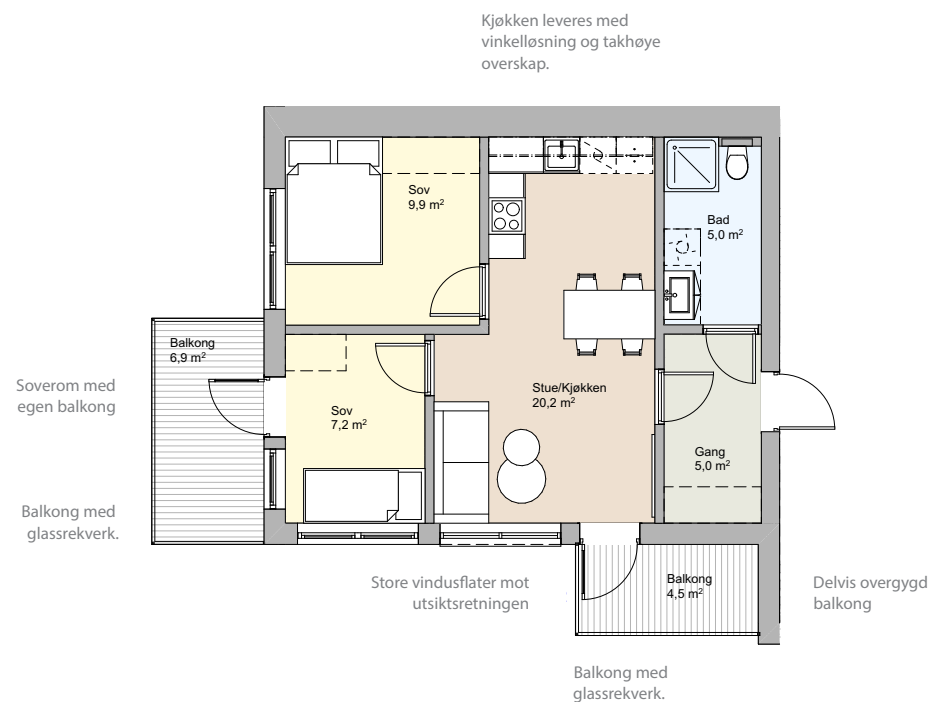 Kjøkken leveres med
vinkelløsning og takhøye
overskap.
Sov
9,9 m²
Bad
5,0 m²
Balkong
6,9 m²
Soverom med
egen balkong
Stue/Kjøkken
20,2 m²
Sov
7,2 m²
Gang
5,0 m²
Balkong med
glassrekverk.
Store vindusflater mot
utsiktsretningen
Balkong
4,5 m²
Delvis overgygd
balkong
Balkong med
glassrekverk.